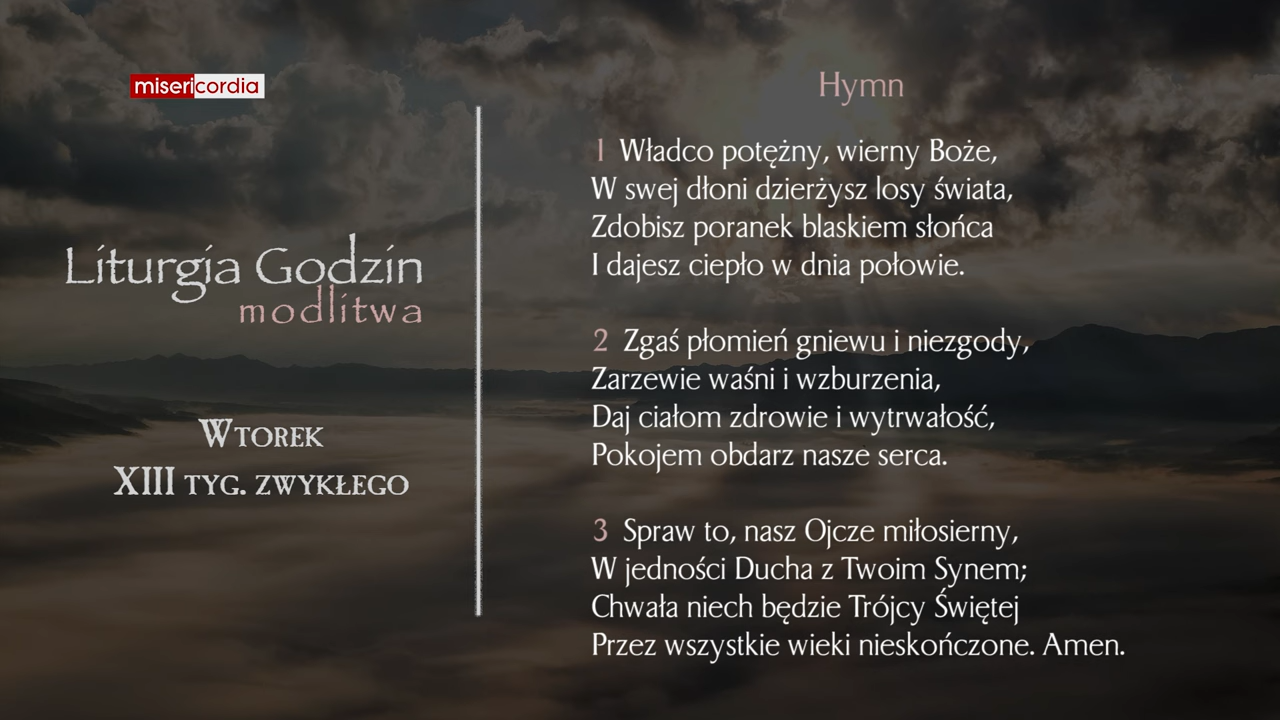 misericordia
Liturgia Godzin
modlitwa
Wtorek
XIII tyg. zwykłego
Hymn
1 Władco potężny, wierny Boże,
W swej dłoni dzierżysz losy świata,
Zdobisz poranek blaskiem słońca
I dajesz ciepło w dnia połowie.
2 Zgaś płomień gniewu i niezgody,
Zarzewie waśni i wzburzenia,
Daj ciałom zdrowie i wytrwałość,
Pokojem obdarz nasze serca.
3 Spraw to, nasz Ojcze miłosierny,
W jedności Ducha z Twoim Synem;
Chwała niech będzie Trójcy Świętej
Przez wszystkie wieki nieskończone. Amen.